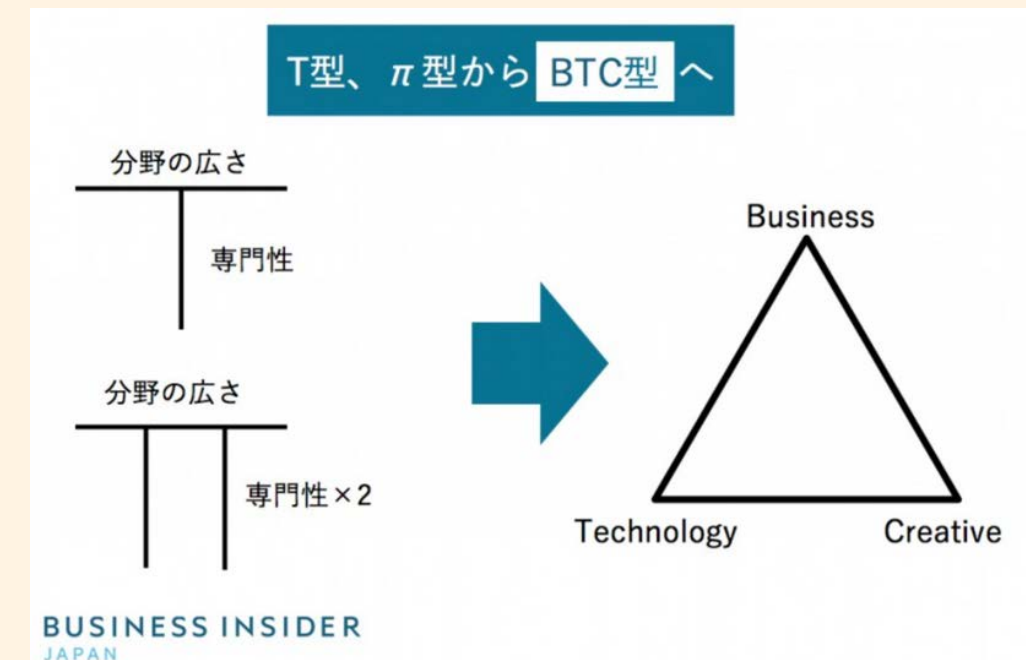 T型、π型からBTC型へ
分野の広さ
専門性
分野の広さ
専門性×2
Business
Technology
Creative
BUSINESS INSIDER
JAPAN